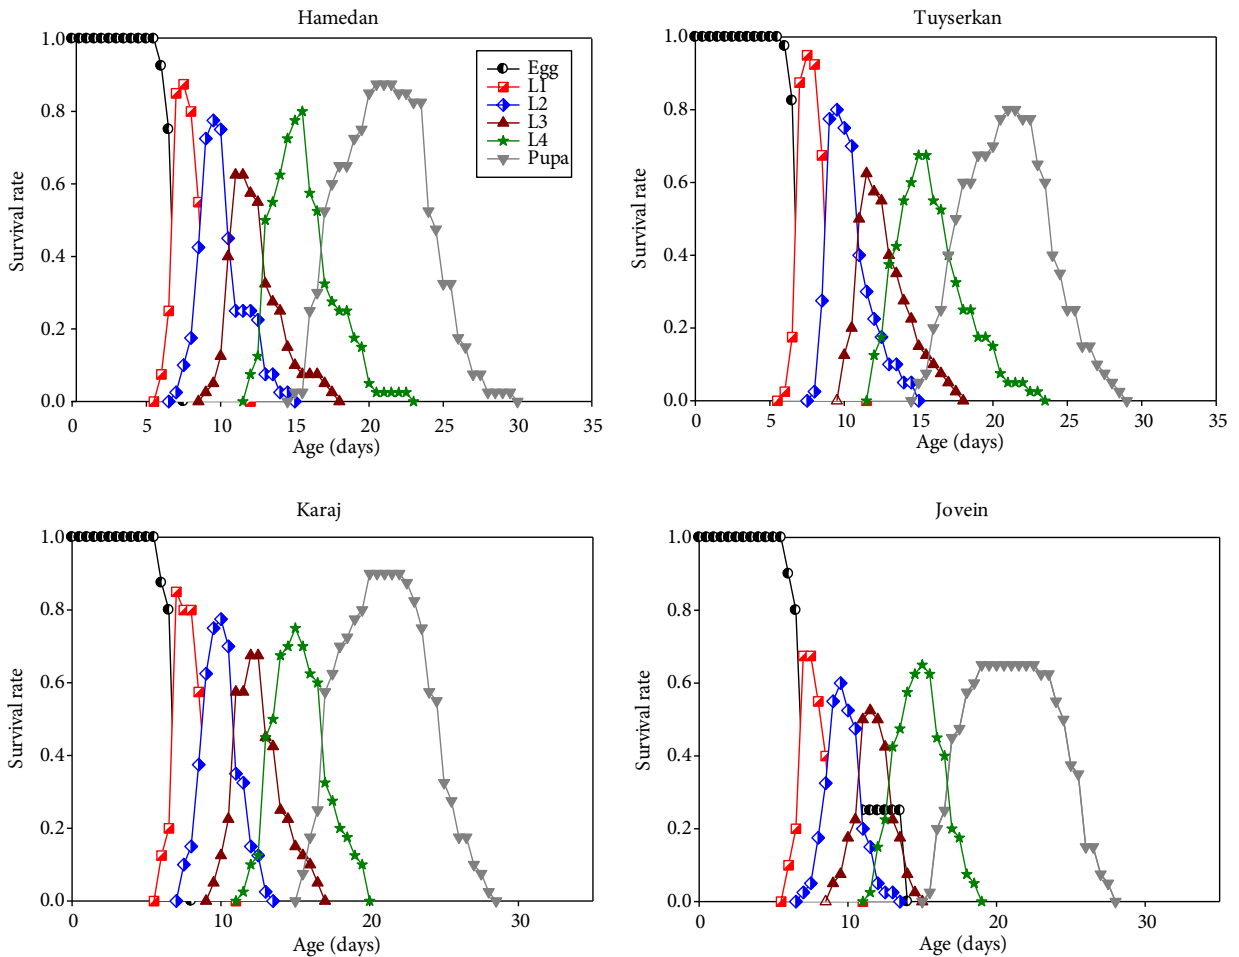 Hamedan
1.0
0.8
0.6
0.4
0.2
0.0
Survival rate
0 5 10 15 20 25 30 35
Age (days)
Egg
L1
L2
L3
L4
Pupa
Tuyserkan
1.0
0.8
0.6
0.4
0.2
0.0
Survival rate
0 5 10 15 20 25 30 35
Age (days)
Karaj
1.0
0.8
0.6
0.4
0.2
0.0
Survival rate
0 10 20 30
Age (days)
Jovein
1.0
0.8
0.6
0.4
0.2
0.0
Survival rate
0 10 20 30
Age (days)